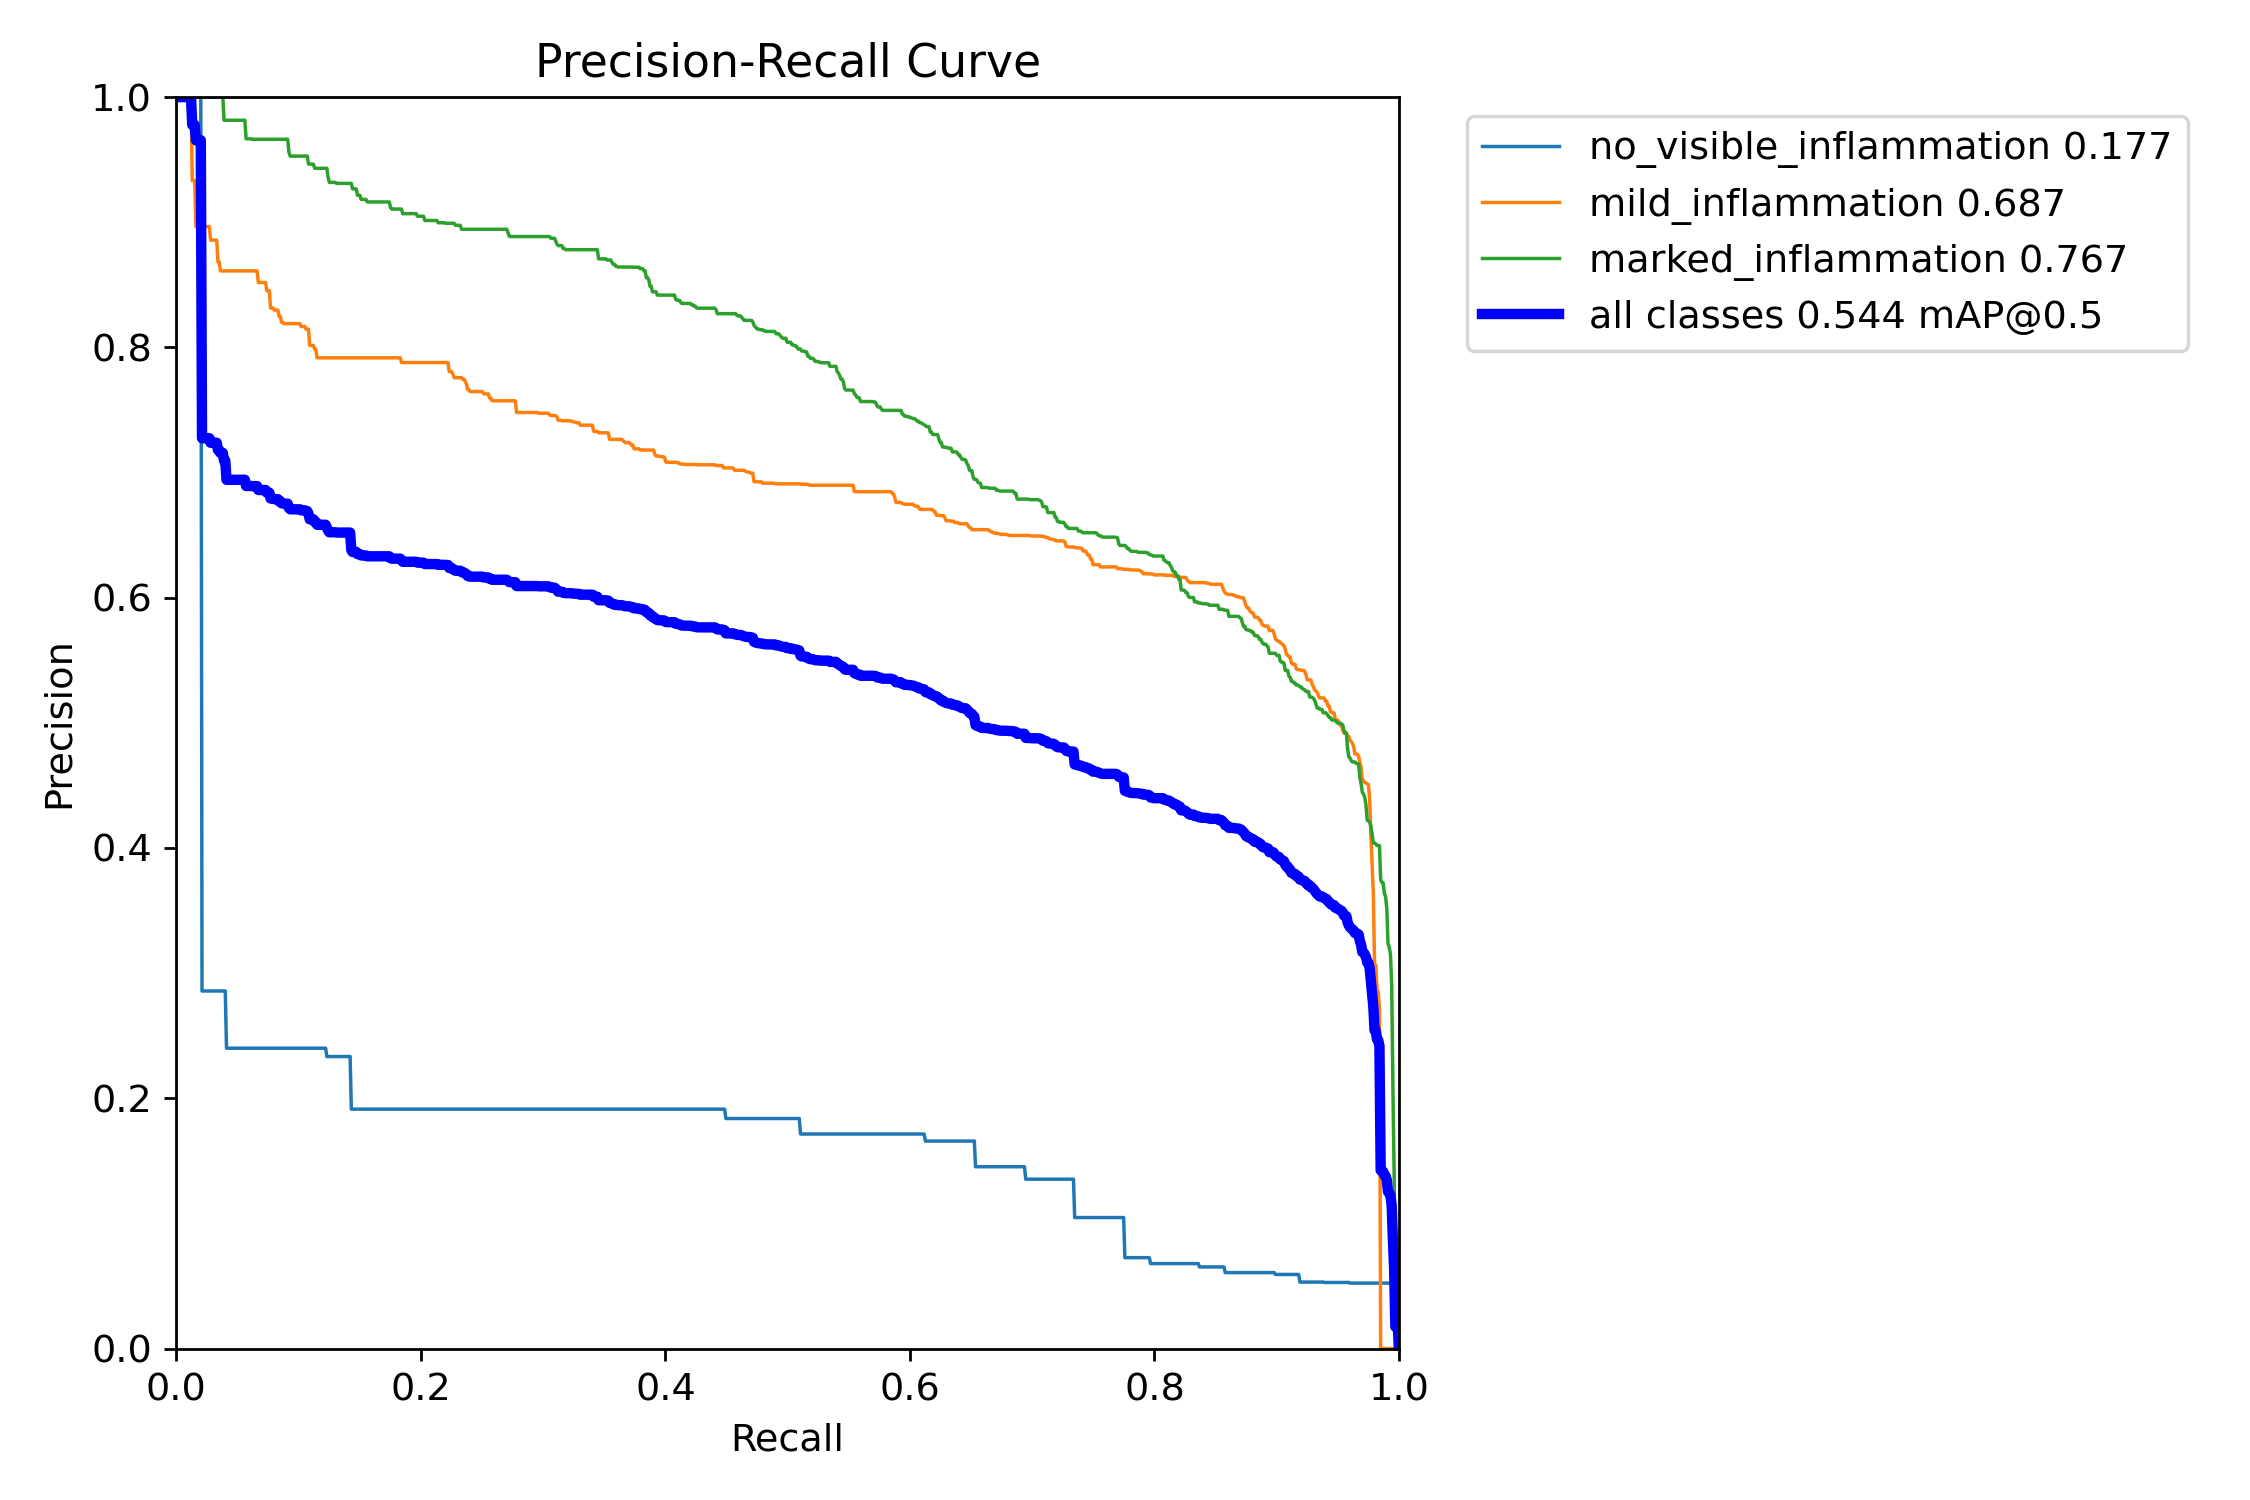 Precision-Recall Curve
1.0
0.8
0.6
0.4
0.2
0.0
Precision
0.0 0.2 0.4 0.6 0.8 1.0
Recall
no_visible_inflammation 0.177
mild_inflammation 0.687
marked_inflammation 0.767
all classes 0.544 mAP@0.5